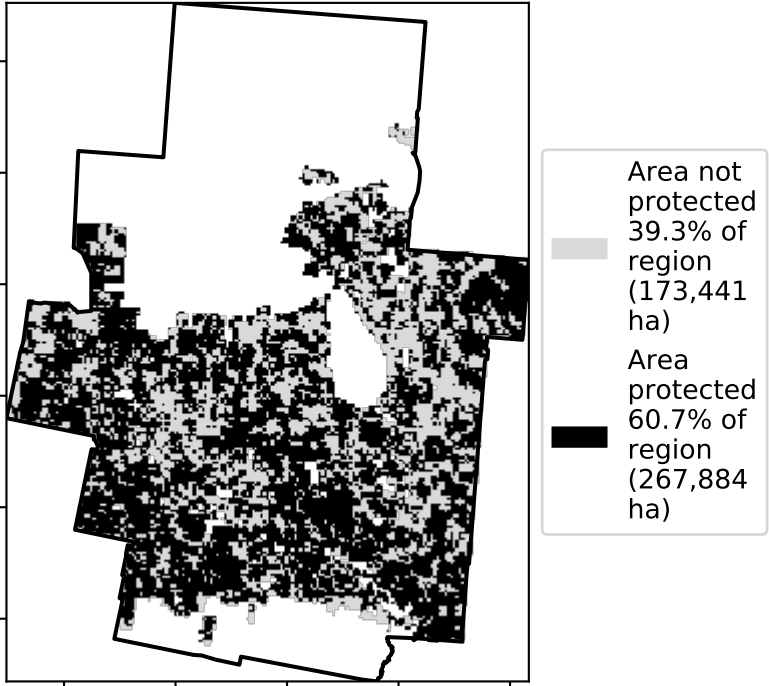 Area not
protected
39.3% of
region
(173,441
ha)
Area
protected
60.7% of
region
(267,884
ha)